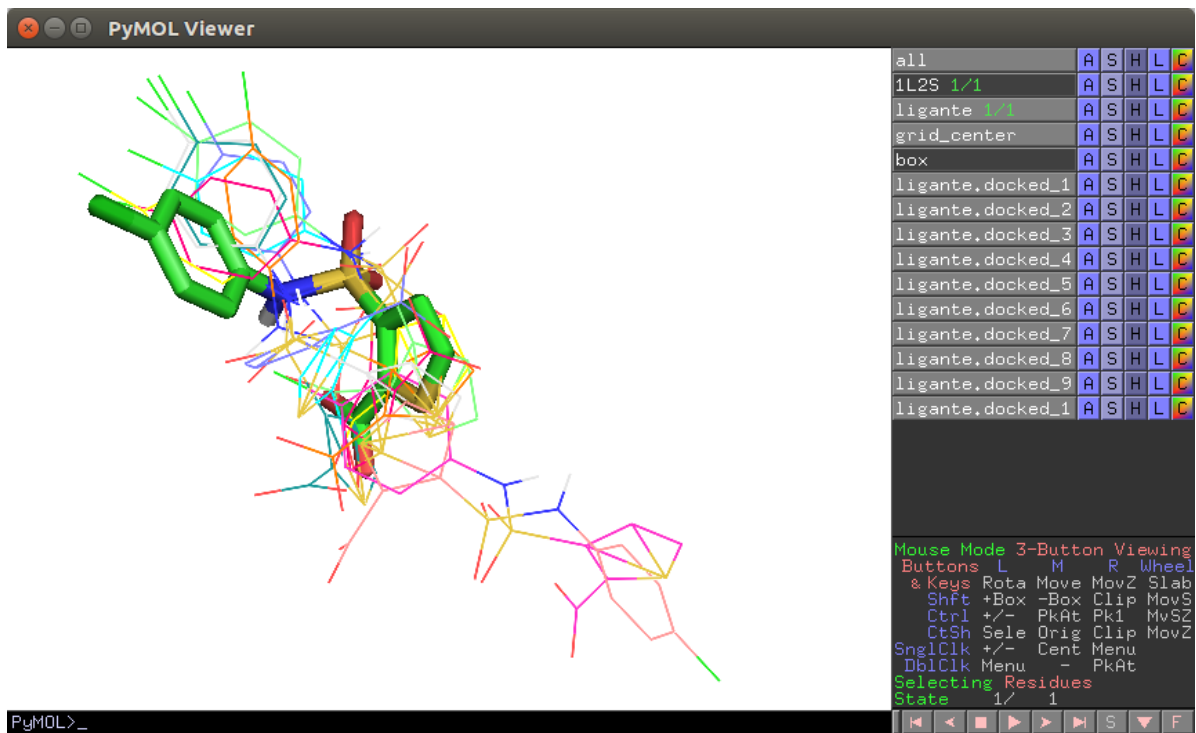 PyMOL Viewer
all A S H L C
1L2S 1/1 A S H L C
ligante 1/1 A S H L C
grid_center A S H L C
box A S H L C
ligante.docked_1 A S H L C
ligante.docked_2 A S H L C
ligante.docked_3 A S H L C
ligante.docked_4 A S H L C
ligante.docked_5 A S H L C
ligante.docked_6 A S H L C
ligante.docked_7 A S H L C
ligante.docked_8 A S H L C
ligante.docked_9 A S H L C
ligante.docked_1 A S H L C
Mouse Mode 3-Button Viewing
Buttons L M R Wheel
& Keys Rota Move MovZ Slab
Shft +Box -Box Clip MovS
Ctrl +/- PkAt Pk1 MvSZ
CtSh Sele Orig Clip MovZ
SnglClk +/- Cent Menu
DblClk Menu - PkAt
Selecting Residues
State 1/ 1
PyMOL>_
S F